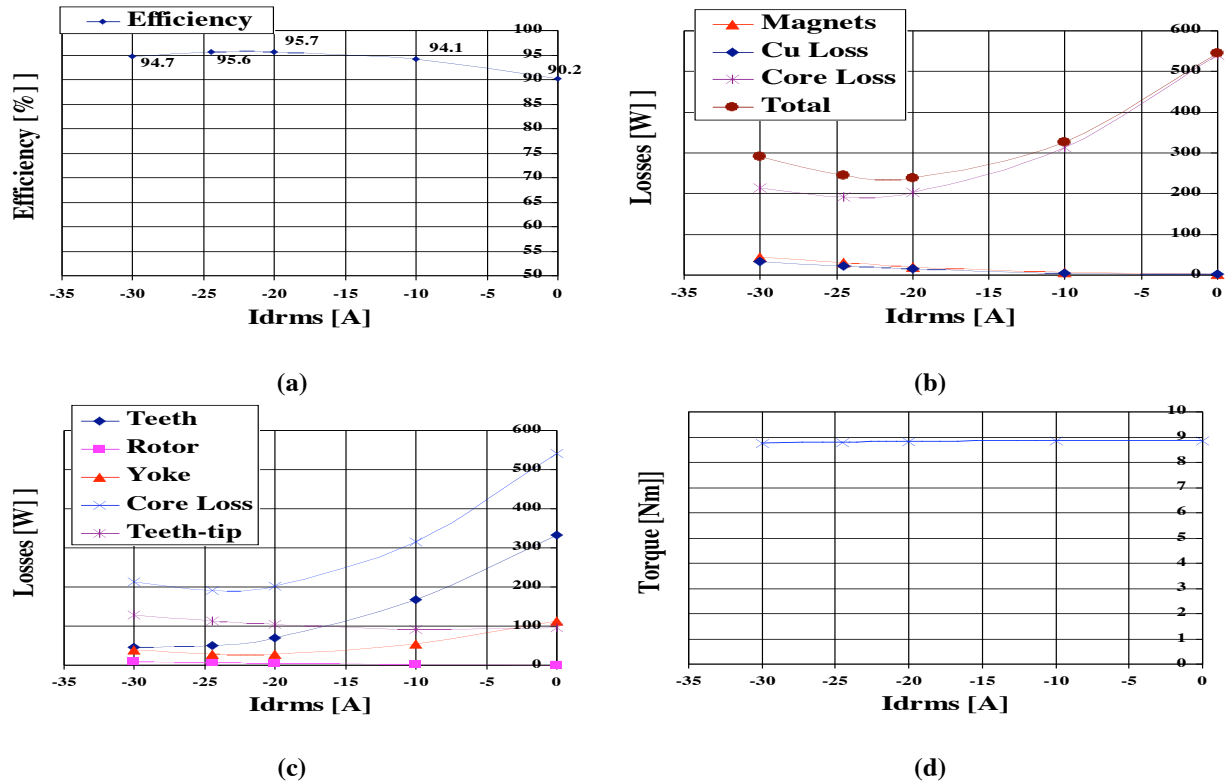 Efficiency
100
95
90
85
80
75
70
65
60
55
50
94.7
95.6
95.7
94.1
90.2
-35 -30 -25 -20 -15 -10 -5 0
Efficiency [%] ]
Idrms [A]
(a)
Magnets
Cu Loss
Core Loss
Total
600
500
400
300
200
100
0
-35 -30 -25 -20 -15 -10 -5 0
Losses [W] ]
Idrms [A]
(b)
Teeth
Rotor
Yoke
Core Loss
Teeth-tip
600
500
400
300
200
100
0
-35 -30 -25 -20 -15 -10 -5 0
Losses [W] ]
Idrms [A]
(c)
10
9
8
7
6
5
4
3
2
1
0
-35 -30 -25 -20 -15 -10 -5 0
Torque [Nm]]
Idrms [A]
(d)